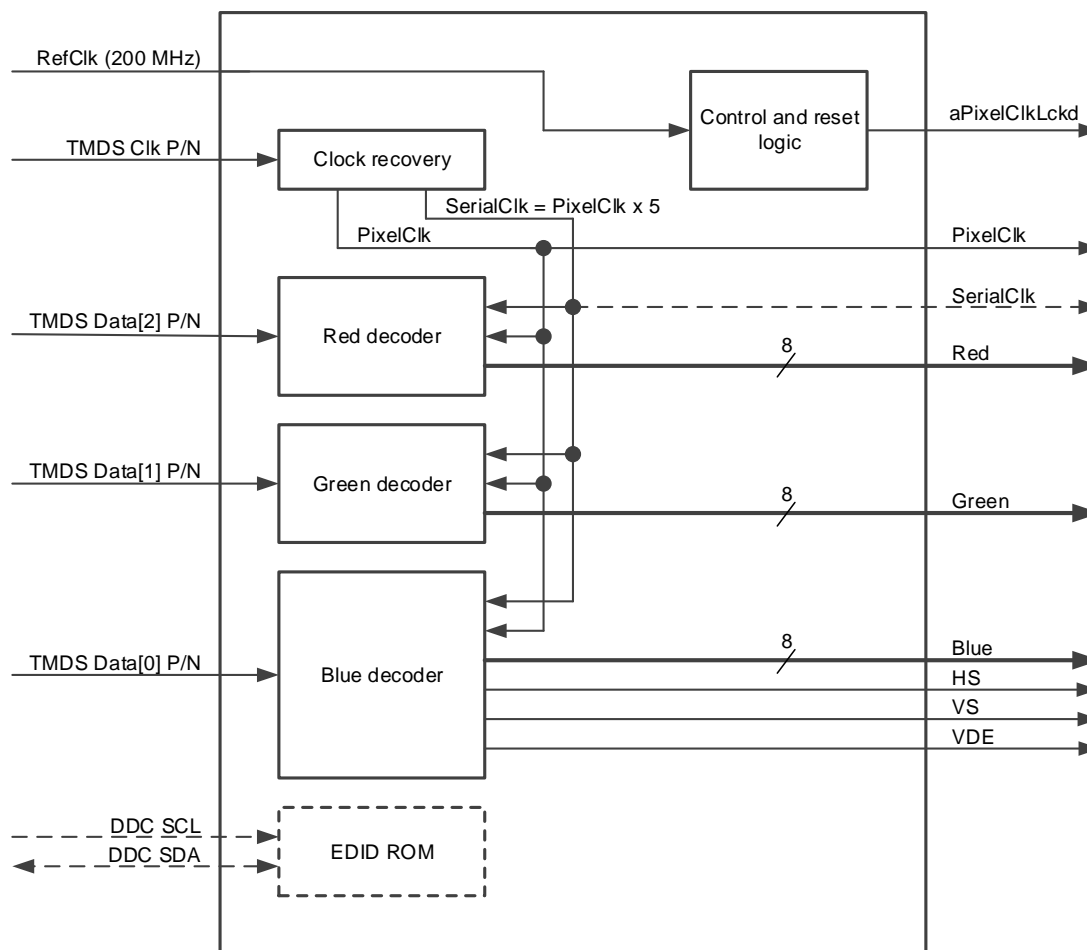 RefClk (200 MHz)
Control and reset
logic
aPixelClkLckd
TMDS Clk P/N
Clock recovery
SerialClk = PixelClk x 5
PixelClk
PixelClk
SerialClk
TMDS Data[2] P/N
Red decoder
8
Red
TMDS Data[1] P/N
Green decoder
8
Green
TMDS Data[0] P/N
Blue decoder
8
Blue
HS
VS
VDE
DDC SCL
DDC SDA
EDID ROM